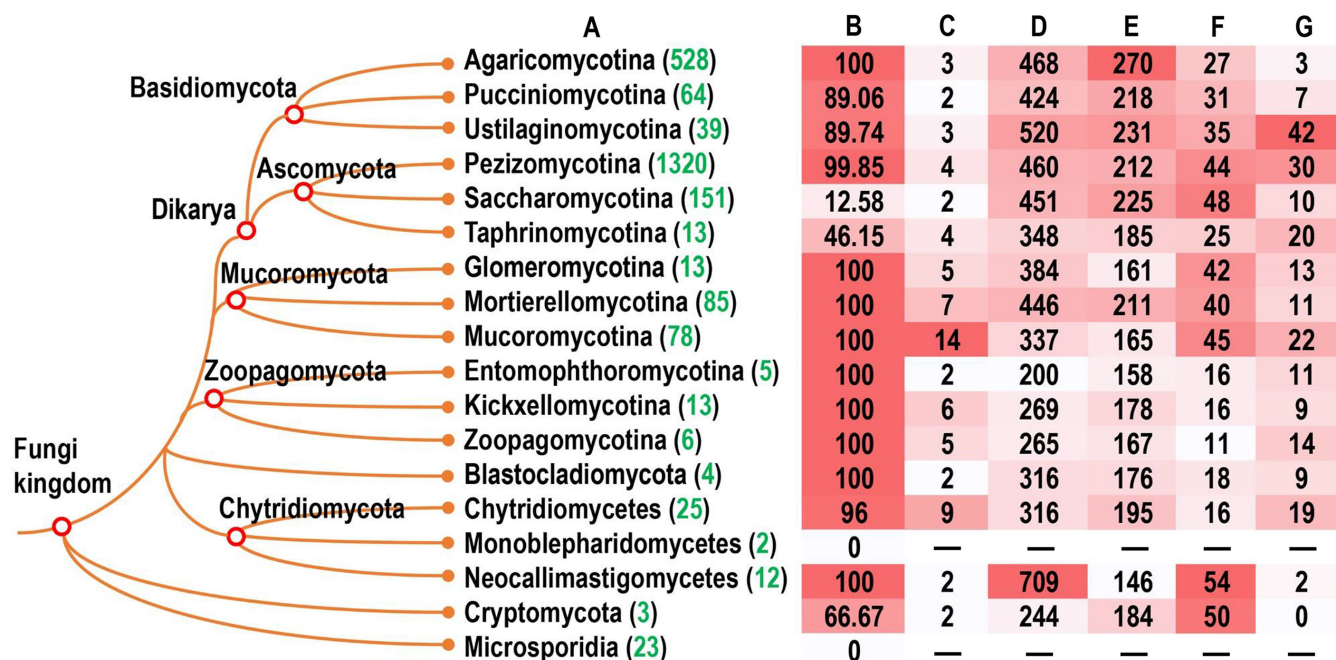 A B C D E F G
Agaricomycotina (528) 100 3 468 270 27 3
Basidiomycota
Pucciniomycotina (64) 89.06 2 424 218 31 7
Ustilaginomycotina (39) 89.74 3 520 231 35 42
Pezizomycotina (1320) 99.85 4 460 212 44 30
Ascomycota
Saccharomycotina (151) 12.58 2 451 225 48 10
Dikarya
Taphrinomycotina (13) 46.15 4 348 185 25 20
Glomeromycotina (13) 100 5 384 161 42 13
Mucoromycota
Mortierellomycotina (85) 100 7 446 211 40 11
Mucoromycotina (78) 100 14 337 165 45 22
Zoopagomycota
Entomophthoromycotina (5) 100 2 200 158 16 11
Kickxellomycotina (13) 100 6 269 178 16 9
Zoopagomycotina (6) 100 5 265 167 11 14
Fungi
kingdom
Blastocladiomycota (4) 100 2 316 176 18 9
Chytridiomycota
Chytridiomycetes (25) 96 9 316 195 16 19
Monoblepharidomycetes (2) 0 — — — — —
Neocallimastigomycetes (12) 100 2 709 146 54 2
Cryptomycota (3) 66.67 2 244 184 50 0
Microsporidia (23) 0 — — — — —